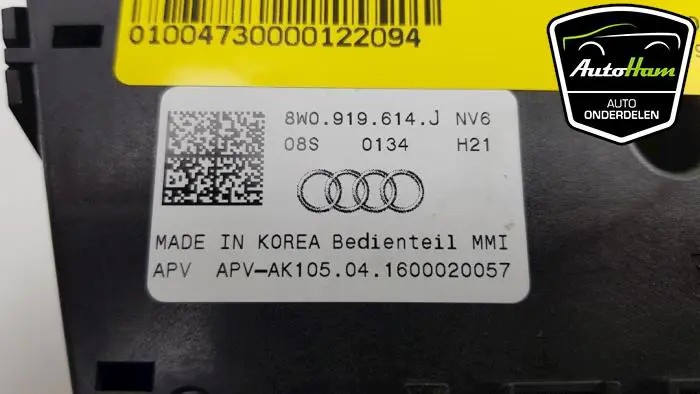 01004730000122094
AutoHam
AUTO
ONDERDELEN
8W0.919.614.J NV6
08S 0134 H21
MADE IN KOREA Bedienteil MMI
APV APV-AK105.04.1600020057